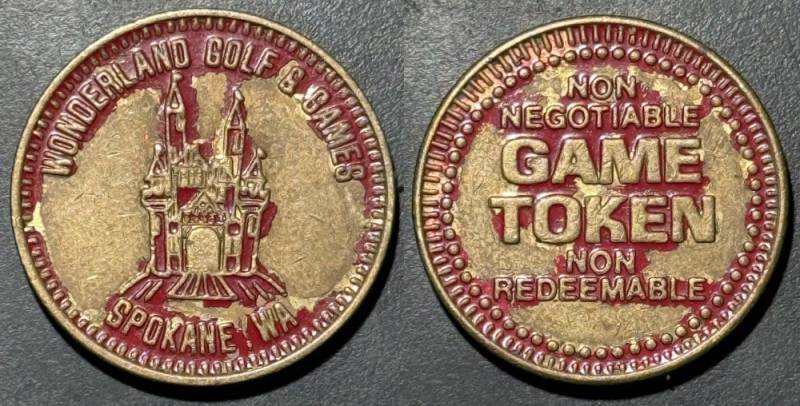 WONDERLAND GOLF & GAMES
SPOKANE, WA
NON
NEGOTIABLE
GAME
TOKEN
NON
REDEEMABLE